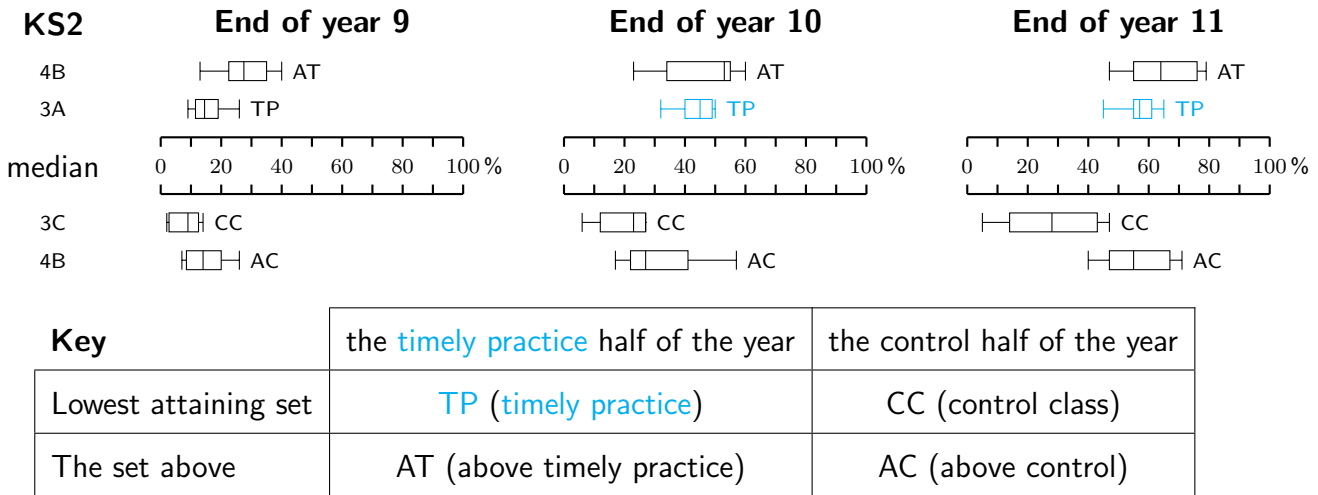 KS2 End of year 9 End of year 10 End of year 11
4B AT AT AT
3A TP TP TP
median 0 20 40 60 80 100 % 0 20 40 60 80 100 % 0 20 40 60 80 100 %
3C CC CC CC
4B AC AC AC
Key the timely practice half of the year the control half of the year
Lowest attaining set TP (timely practice) CC (control class)
The set above AT (above timely practice) AC (above control)